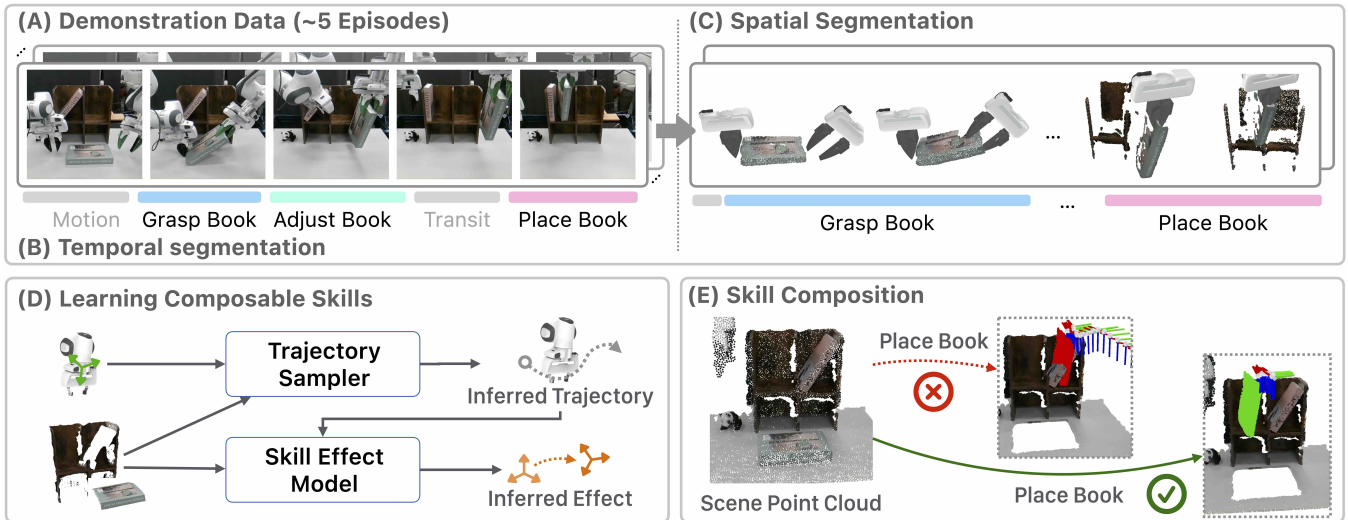 (A) Demonstration Data (~5 Episodes)
Motion
Grasp Book
Adjust Book
Transit
Place Book
(B) Temporal segmentation
(C) Spatial Segmentation
...
Grasp Book
...
Place Book
(D) Learning Composable Skills
Trajectory
Sampler
Inferred Trajectory
Skill Effect
Model
Inferred Effect
(E) Skill Composition
Place Book
Scene Point Cloud
Place Book